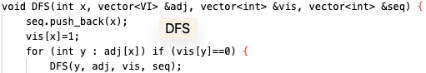 void DFS(int x, vector<VI> &adj, vector<int> &vis, vector<int> &seq) {
    seq.push_back(x);
DFS
    vis[x]=1;
    for (int y : adj[x]) if (vis[y]==0) {
        DFS(y, adj, vis, seq);